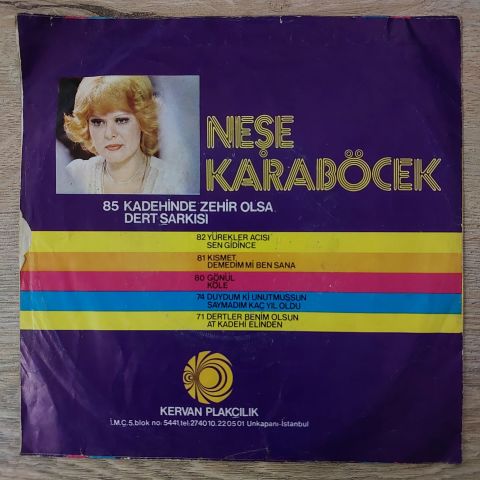 NEŞE
KARABÖCEK
85 KADEHİNDE ZEHİR OLSA
DERT ŞARKISI
82 YÜREKLER ACISI
SEN GİDİNCE
81 KISMET
DEMEDİM Mİ BEN SANA
80 GÖNÜL
KÖLE
74 DUYDUM Kİ UNUTMUSSUN
SAYMADIM KAÇ YIL OLDU
71 DERTLER BENİM OLSUN
AT KADEHİ ELİNDEN
KERVAN PLAKÇILIK
İ.M.Ç.5.blok no: 5441.tel:274010.220501 Unkapanı-İstanbul